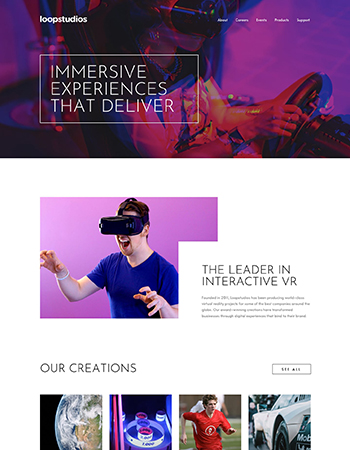 loopstudios
About Careers Events Products Support
IMMERSIVE
EXPERIENCES
THAT DELIVER
THE LEADER IN
INTERACTIVE VR
Founded in 2011, Loopstudios has been producing world-class
virtual reality projects for some of the best companies around the
globe. Our award-winning creations have transformed
businesses through digital experiences that bind to their brand.
OUR CREATIONS
SEE ALL